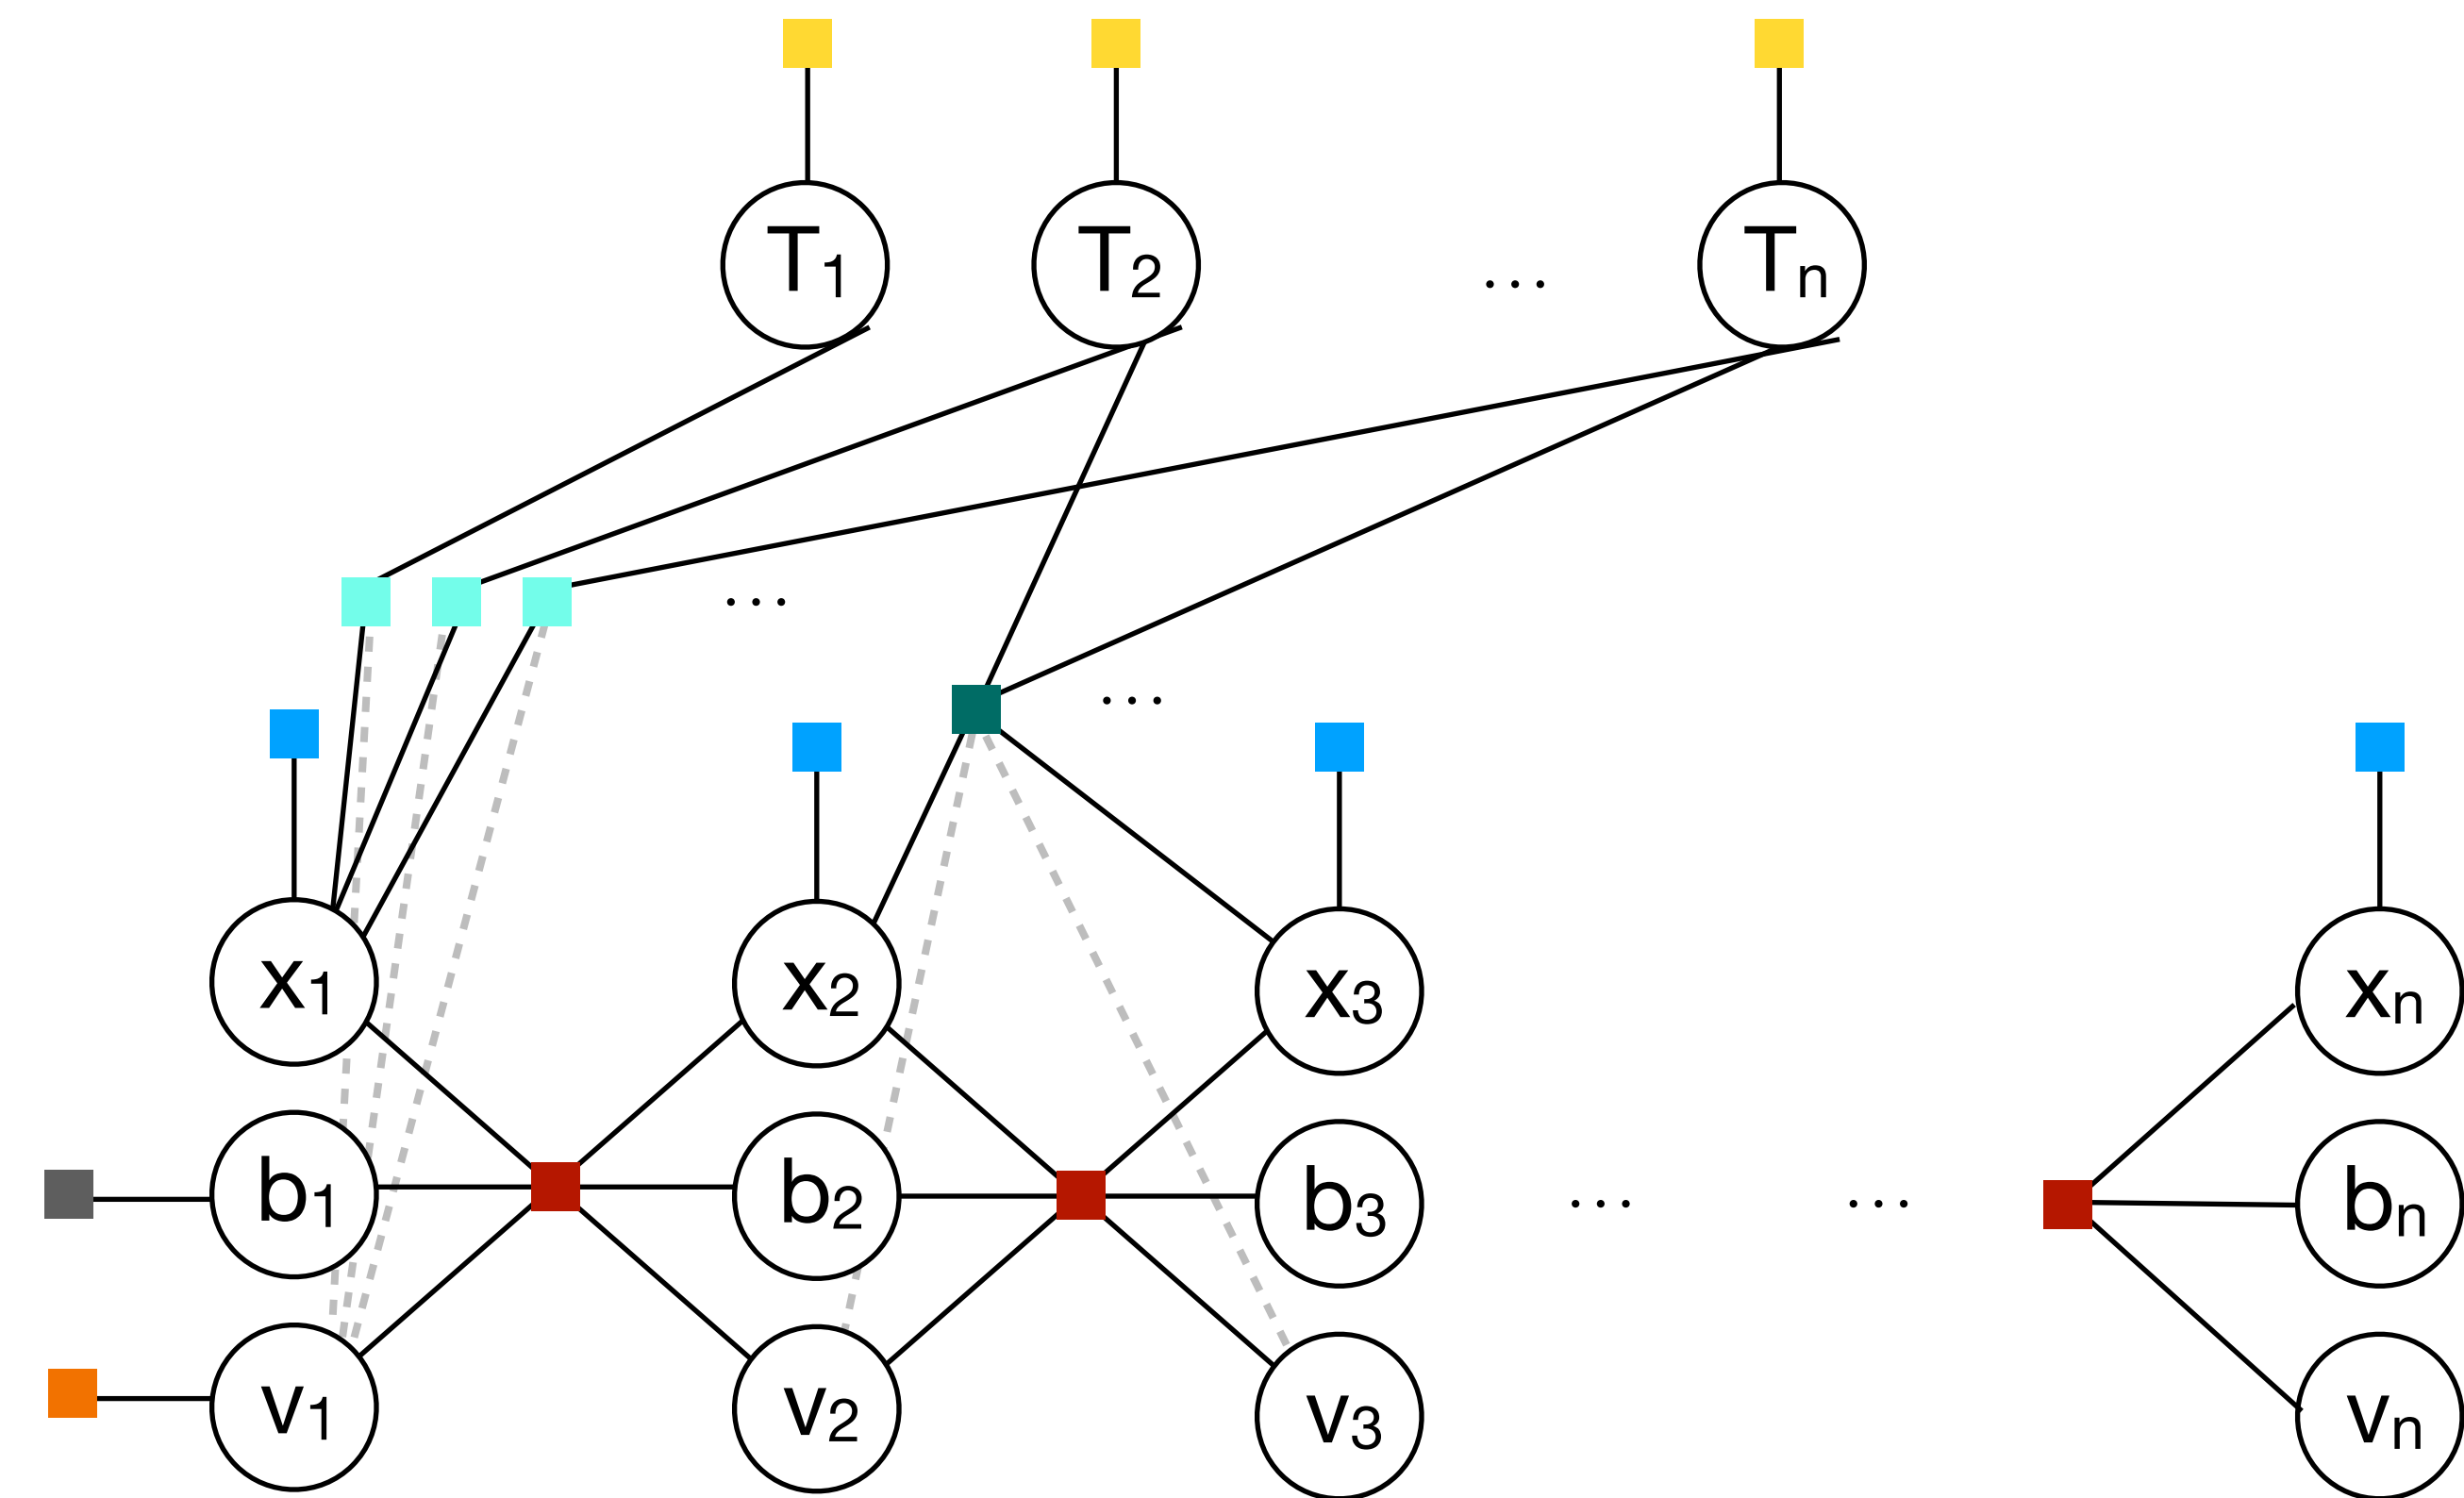 T1 T2 ... Tn
...
...
x1 x2 x3 xn
b1 b2 b3 ... ... bn
v1 v2 v3 vn